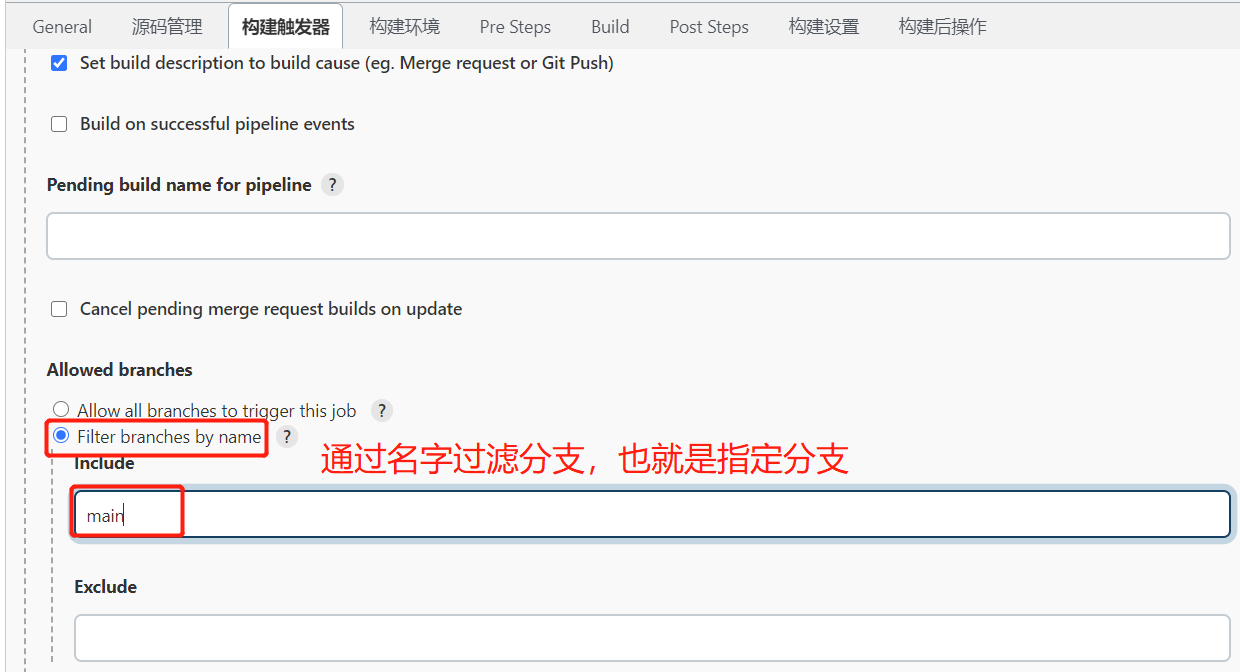 General 源码管理 构建触发器 构建环境 Pre Steps Build Post Steps 构建设置 构建后操作
Set build description to build cause (eg. Merge request or Git Push)
Build on successful pipeline events
Pending build name for pipeline ?
Cancel pending merge request builds on update
Allowed branches
Allow all branches to trigger this job ?
Filter branches by name ?
通过名字过滤分支，也就是指定分支
Include
main
Exclude